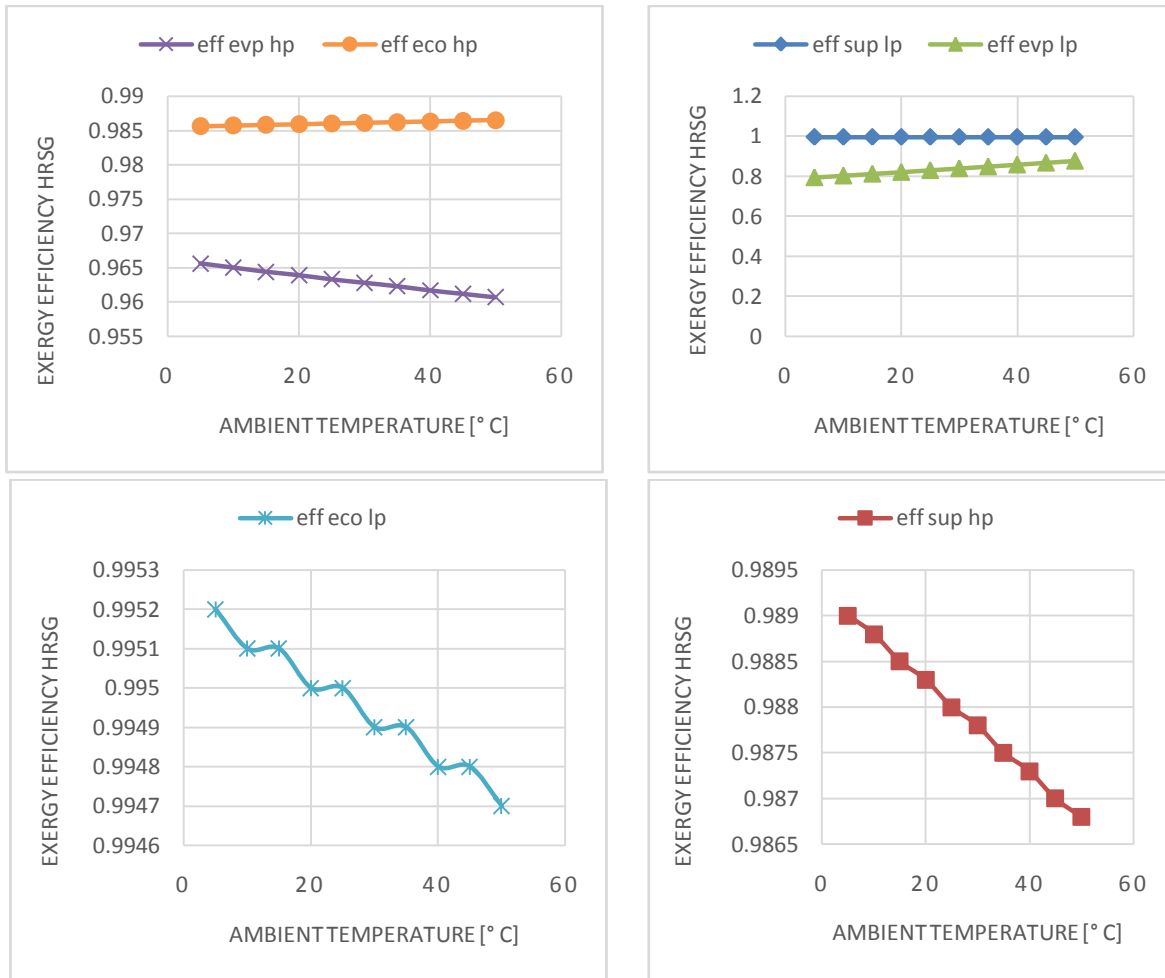 eff evp hp eff eco hp
EXERGY EFFICIENCY HRSG
0.99
0.985
0.98
0.975
0.97
0.965
0.96
0.955
0 20 40 60
AMBIENT TEMPERATURE [° C]
eff sup lp eff evp lp
EXERGY EFFICIENCY HRSG
1.2
1
0.8
0.6
0.4
0.2
0
0 20 40 60
AMBIENT TEMPERATURE [° C]
eff eco lp
EXERGY EFFICIENCY HRSG
0.9953
0.9952
0.9951
0.995
0.9949
0.9948
0.9947
0.9946
0 20 40 60
AMBIENT TEMPERATURE [° C]
eff sup hp
EXERGY EFFICIENCY HRSG
0.9895
0.989
0.9885
0.988
0.9875
0.987
0.9865
0 20 40 60
AMBIENT TEMPERATURE [° C]